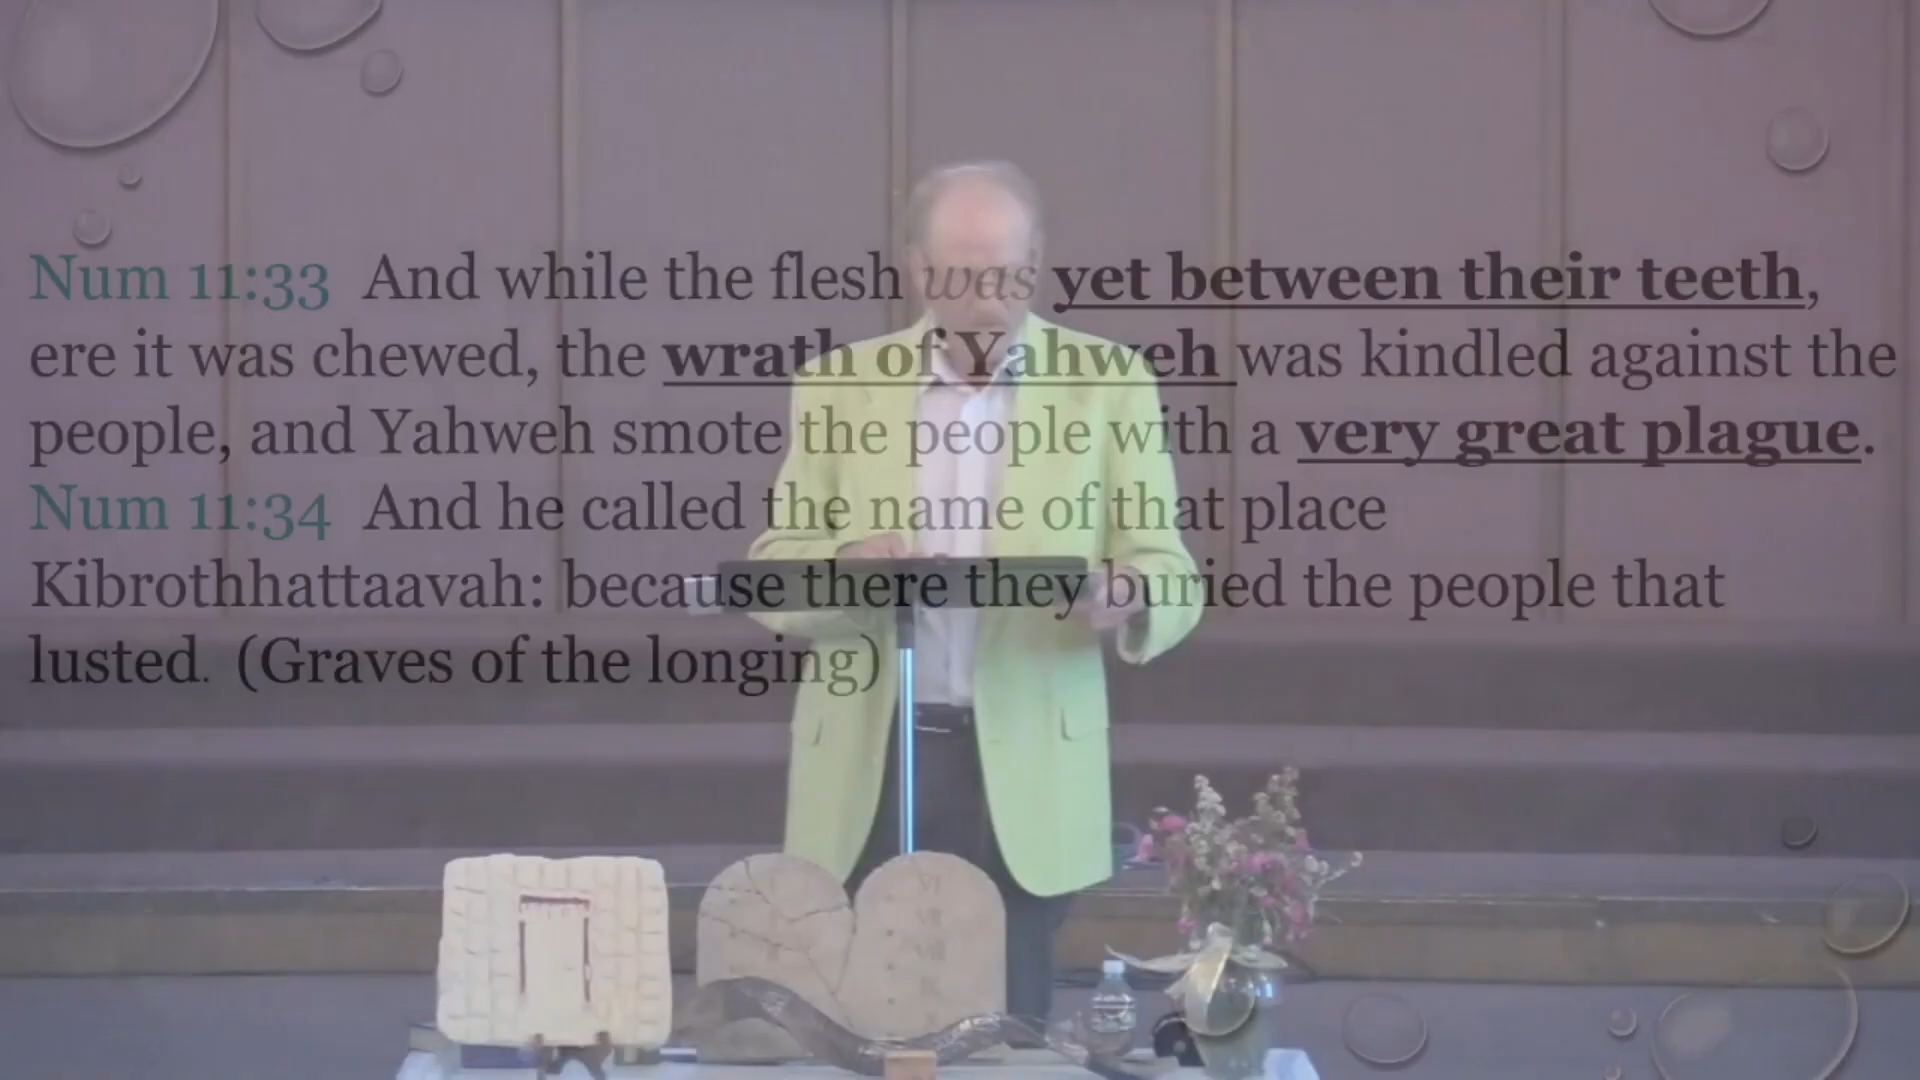 Num 11:33 And while the flesh was yet between their teeth,
ere it was chewed, the wrath of Yahweh was kindled against the
people, and Yahweh smote the people with a very great plague.
Num 11:34 And he called the name of that place
Kibrothhattaavah: because there they buried the people that
lusted. (Graves of the longing)
VI
VII
VIII